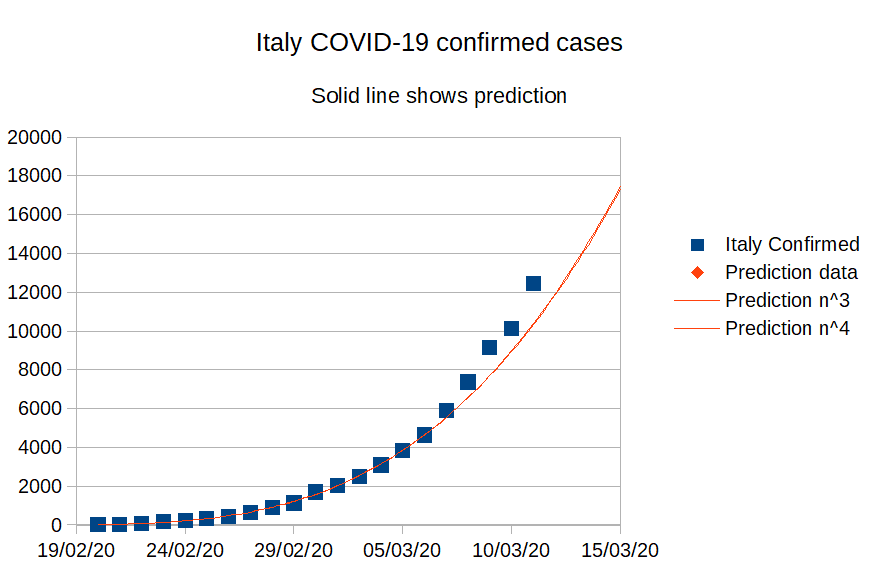 Italy COVID-19 confirmed cases
Solid line shows prediction
20000
18000
16000
14000
12000
10000
8000
6000
4000
2000
0
19/02/20 24/02/20 29/02/20 05/03/20 10/03/20 15/03/20
Italy Confirmed
Prediction data
Prediction n^3
Prediction n^4